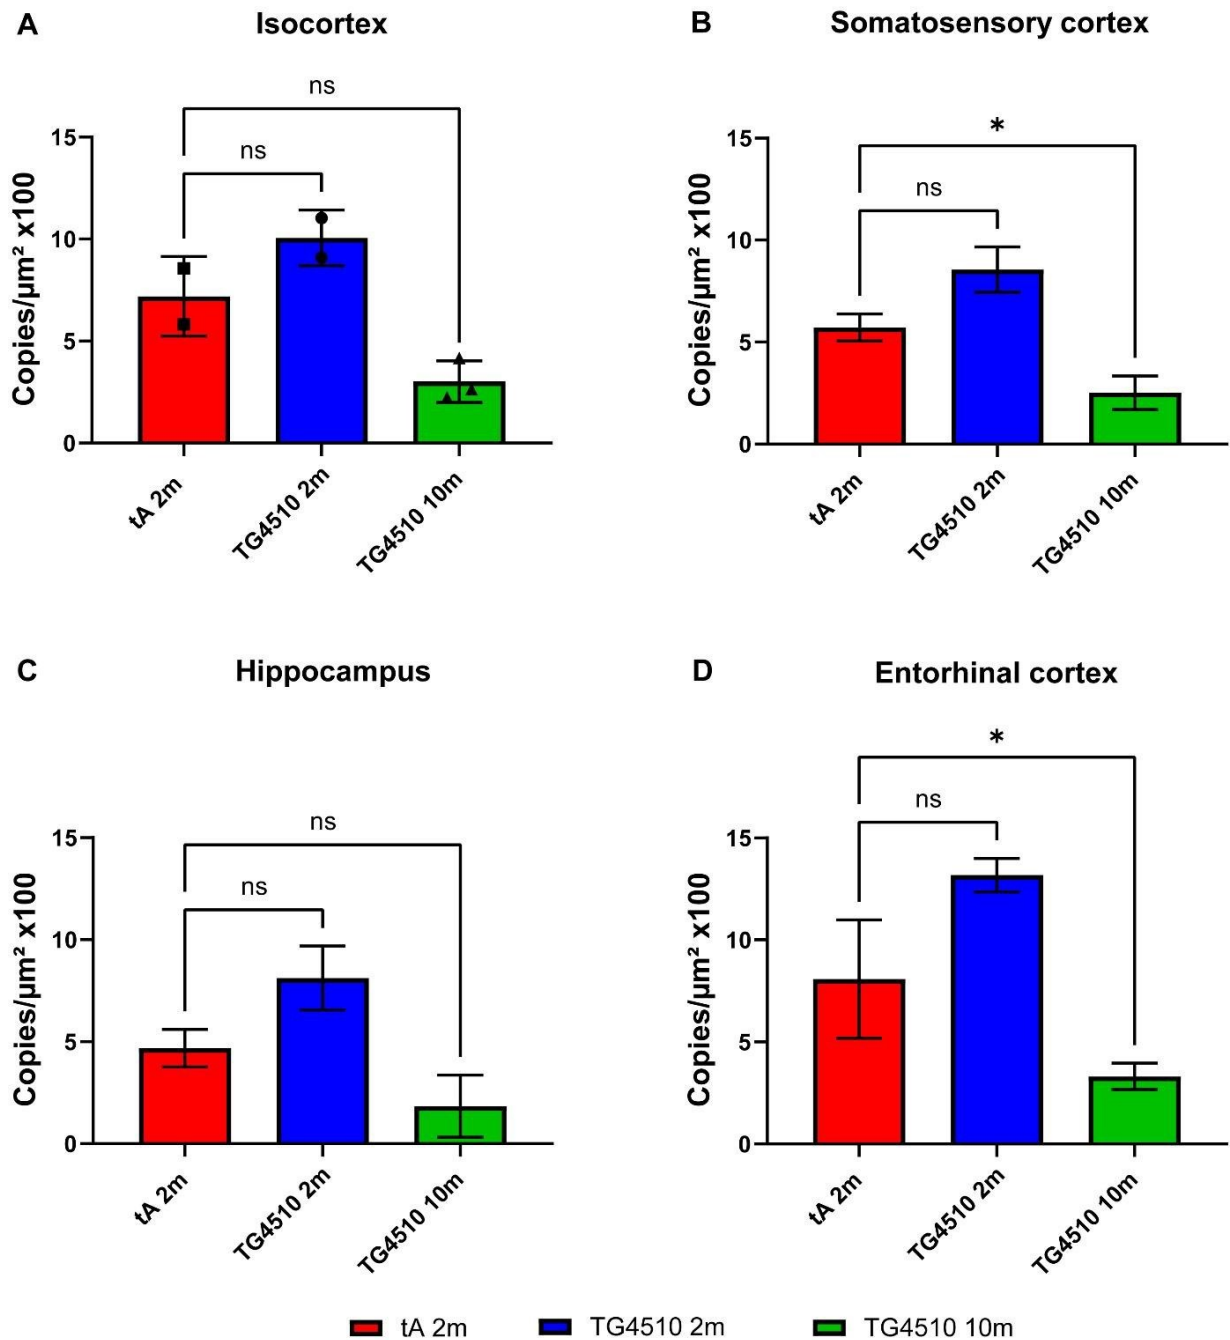 A Isocortex
ns
ns
15
10
5
0
Copies/µm² x100
tA 2m
TG4510 2m
TG4510 10m
B Somatosensory cortex
*
ns
15
10
5
0
Copies/µm² x100
tA 2m
TG4510 2m
TG4510 10m
C Hippocampus
ns
ns
15
10
5
0
Copies/µm² x100
tA 2m
TG4510 2m
TG4510 10m
D Entorhinal cortex
*
ns
15
10
5
0
Copies/µm² x100
tA 2m
TG4510 2m
TG4510 10m
tA 2m TG4510 2m TG4510 10m